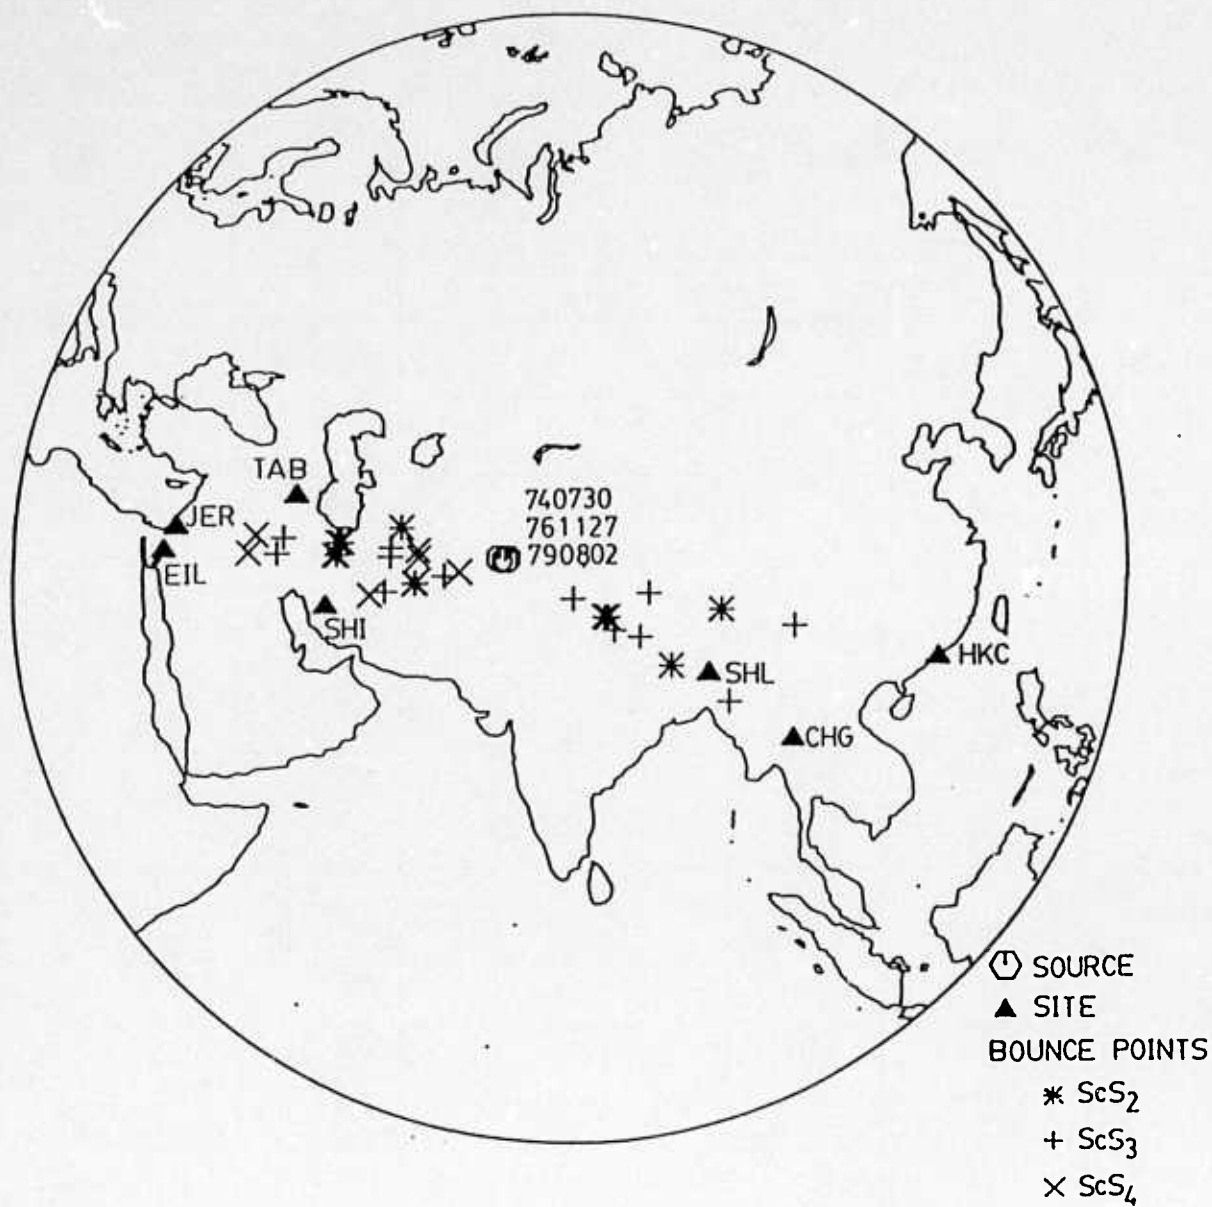 TAB
740730
761127
790802
JER
EIL
SHI
SHL
HKC
CHG
SOURCE
SITE
BOUNCE POINTS
ScS2
ScS3
ScS4